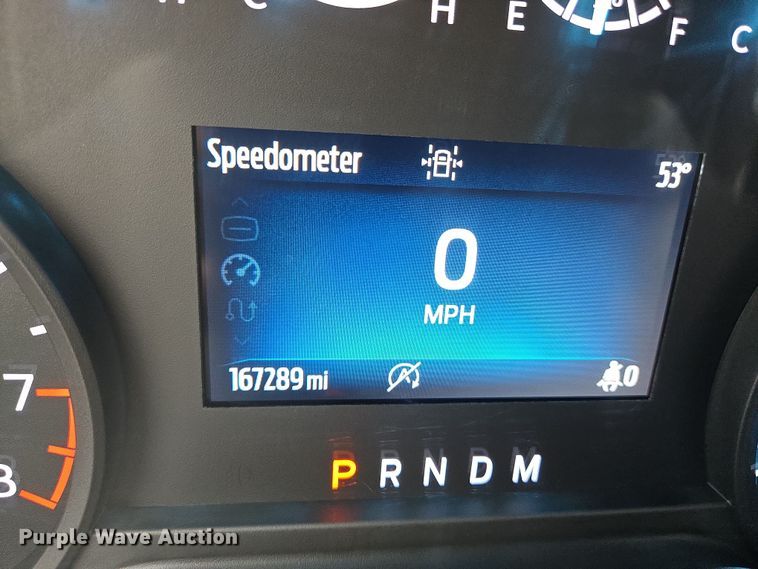 H C H E F C
Speedometer 53°
0
MPH
167289 mi 0
7
8
P R N D M
Purple Wave Auction